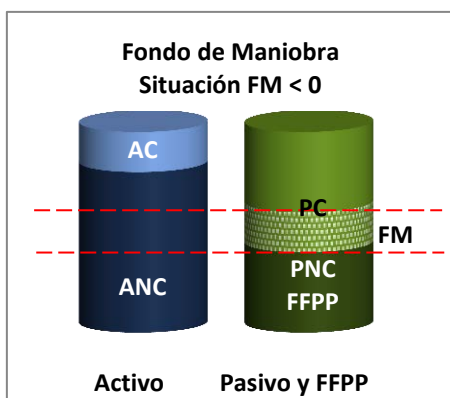 Fondo de Maniobra
Situación FM < 0
AC
PC
FM
ANC
PNC
FFPP
Activo
Pasivo y FFPP